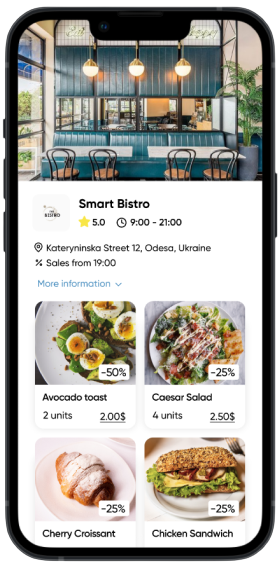 BISTRO
Smart Bistro
5.0 9:00 - 21:00
Kateryninska Street 12, Odesa, Ukraine
Sales from 19:00
More information
-50%
-25%
Avocado toast
Caesar Salad
2 units 2.00$
4 units 2.50$
-25%
-25%
Cherry Croissant
Chicken Sandwich